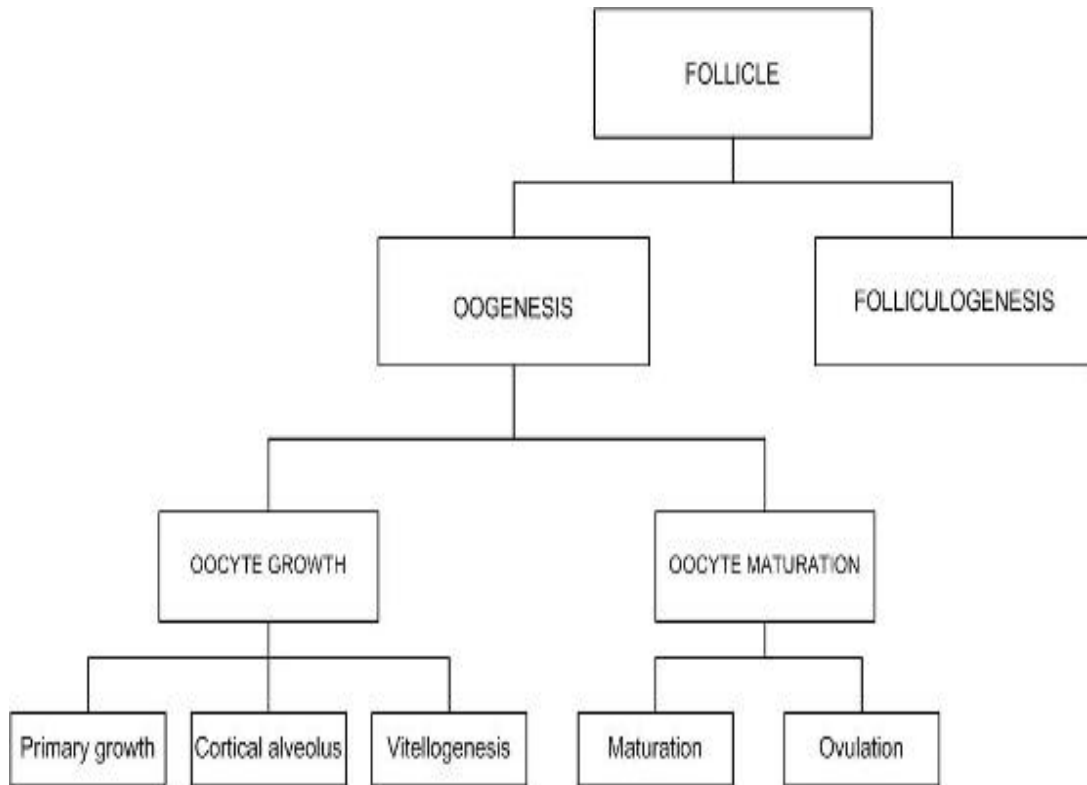 FOLLICLE
OOGENESIS
FOLLICULOGENESIS
OOCYTE GROWTH
OOCYTE MATURATION
Primary growth
Cortical alveolus
Vitellogenesis
Maturation
Ovulation